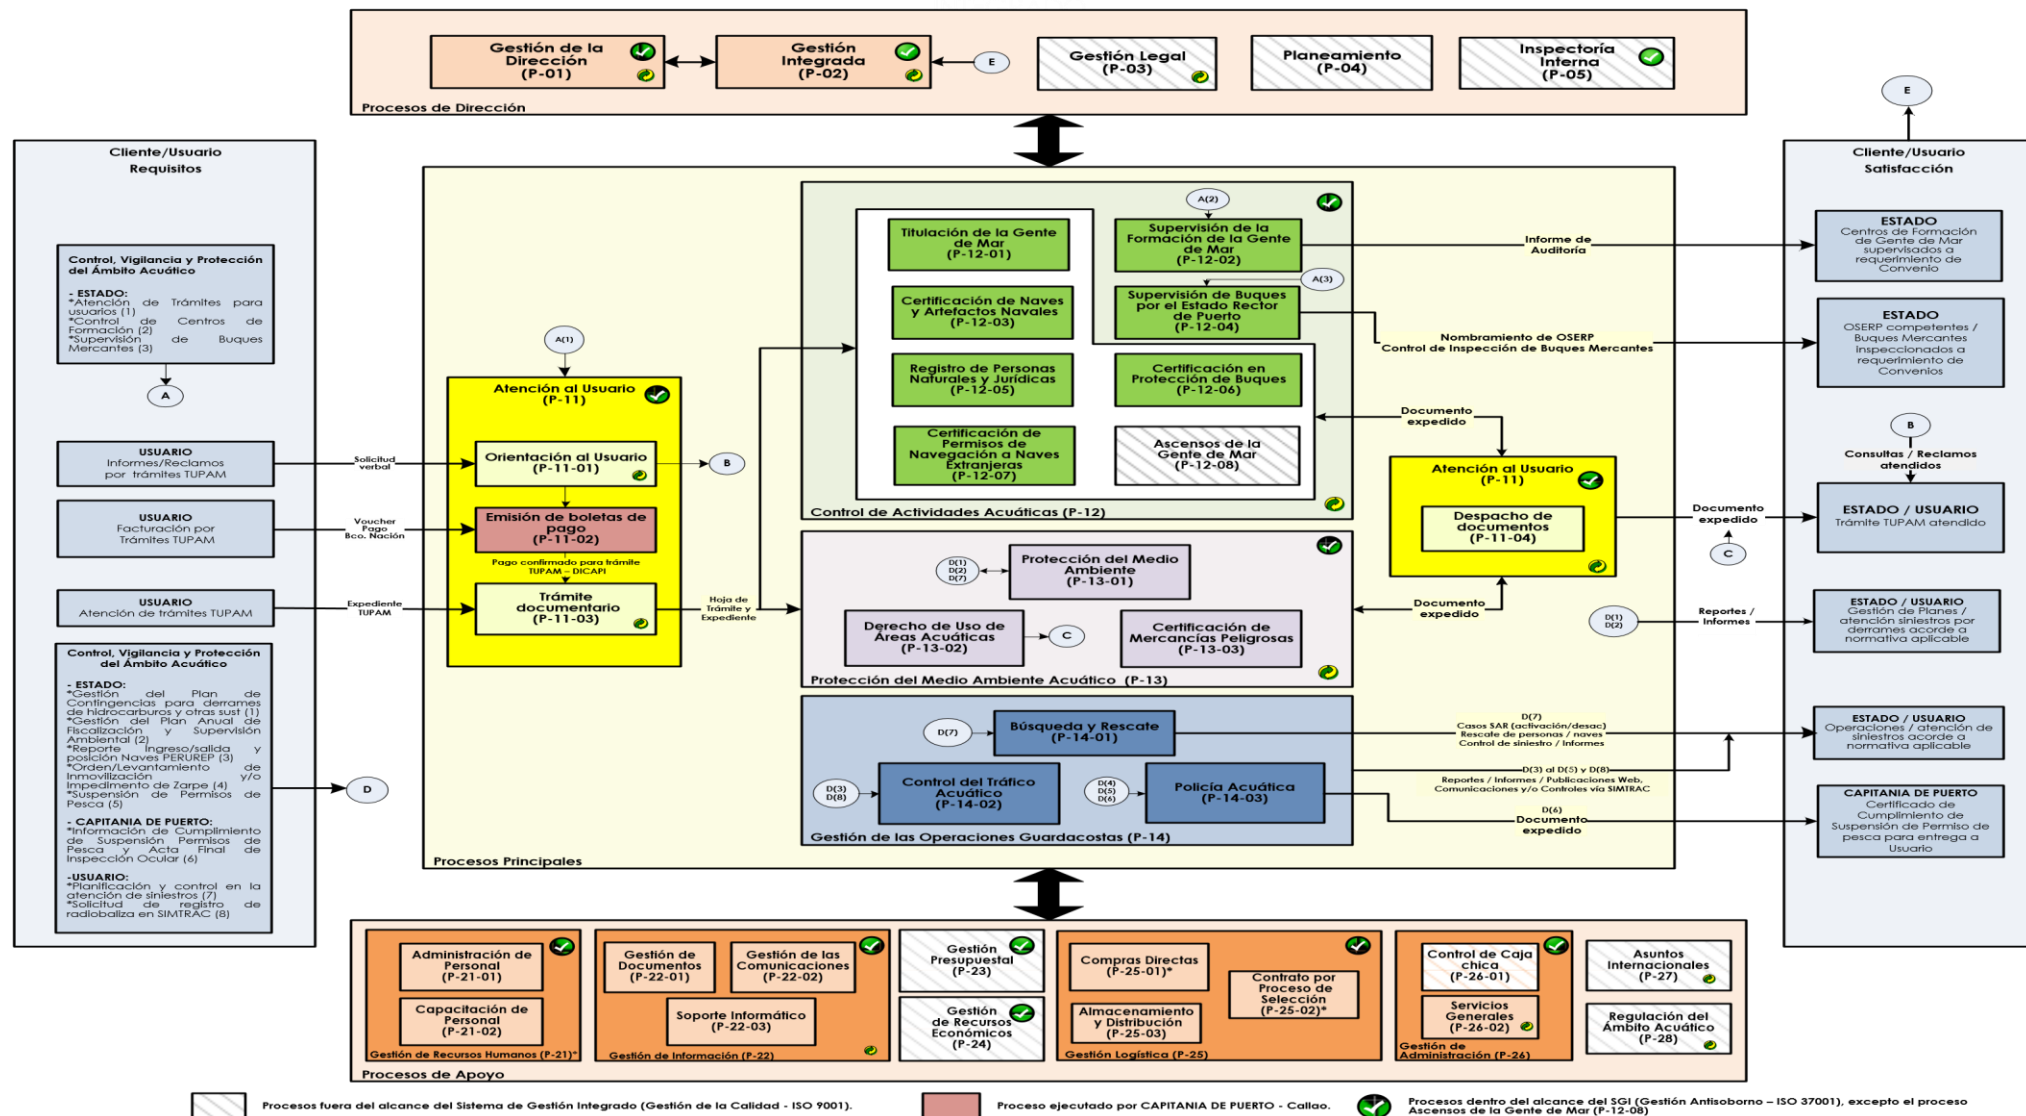 Gestión de la
Dirección
(P-01)
Gestión
Integrada
(P-02)
E
Gestión Legal
(P-03)
Planeamiento
(P-04)
Inspectoría
Interna
(P-05)
Procesos de Dirección
E
Cliente/Usuario
Requisitos
Control, Vigilancia y Protección
del Ámbito Acuático
- ESTADO:
*Atención de Trámites para
usuarios (1)
*Control de Centros de
Formación (2)
*Supervisión de Buques
Mercantes (3)
A
USUARIO
Informes/Reclamos
por trámites TUPAM
USUARIO
Facturación por
Trámites TUPAM
USUARIO
Atención de trámites TUPAM
Control, Vigilancia y Protección
del Ámbito Acuático
- ESTADO:
*Gestión del Plan de
Contingencias para derrames
de hidrocarburos y otras sust (1)
*Gestión del Plan Anual de
Fiscalización y Supervisión
Ambiental (2)
*Reporte Ingreso/salida y
posición Naves PERUREP (3)
*Orden/Levantamiento de
Inmovilización y/o
Impedimento de Zarpe (4)
*Suspensión de Permisos de
Pesca (5)
- CAPITANIA DE PUERTO:
*Información de Cumplimiento
de Suspensión Permisos de
Pesca y Acta Final de
Inspección Ocular (6)
-USUARIO:
*Planificación y control en la
atención de siniestros (7)
*Solicitud de registro de
radiobaliza en SIMTRAC (8)
D
Solicitud
verbal
Voucher
Pago
Bco. Nación
Expediente
TUPAM
A(1)
Atención al Usuario
(P-11)
Orientación al Usuario
(P-11-01)
B
Emisión de boletas de
pago
(P-11-02)
Pago confirmado para trámite
TUPAM – DICAPI
Trámite
documentario
(P-11-03)
Hoja de
Trámite y
Expediente
Procesos Principales
A(2)
Titulación de la Gente
de Mar
(P-12-01)
Supervisión de la
Formación de la Gente
de Mar
(P-12-02)
A(3)
Certificación de Naves
y Artefactos Navales
(P-12-03)
Supervisión de Buques
por el Estado Rector
de Puerto
(P-12-04)
Registro de Personas
Naturales y Jurídicas
(P-12-05)
Certificación en
Protección de Buques
(P-12-06)
Certificación de
Permisos de
Navegación a Naves
Extranjeras
(P-12-07)
Ascensos de la
Gente de Mar
(P-12-08)
Control de Actividades Acuáticas (P-12)
D(1)
D(2)
D(7)
Protección del Medio
Ambiente
(P-13-01)
Derecho de Uso de
Áreas Acuáticas
(P-13-02)
C
Certificación de
Mercancías Peligrosas
(P-13-03)
Protección del Medio Ambiente Acuático (P-13)
D(7)
Búsqueda y Rescate
(P-14-01)
D(3)
D(8)
Control del Tráfico
Acuático
(P-14-02)
D(4)
D(5)
D(6)
Policía Acuática
(P-14-03)
Gestión de las Operaciones Guardacostas (P-14)
Informe de
Auditoría
Nombramiento de OSERP
Control de Inspección de Buques Mercantes
Documento
expedido
Atención al Usuario
(P-11)
Despacho de
documentos
(P-11-04)
Documento
expedido
Documento
expedido
C
D(1)
D(2)
Reportes /
Informes
D(7)
Casos SAR (activación/desac)
Rescate de personas / naves
Control de siniestro / Informes
D(3) al D(5) y D(8)
Reportes / Informes / Publicaciones Web,
Comunicaciones y/o Controles vía SIMTRAC
D(6)
Documento
expedido
Cliente/Usuario
Satisfacción
ESTADO
Centros de Formación
de Gente de Mar
supervisados a
requerimiento de
Convenio
ESTADO
OSERP competentes /
Buques Mercantes
inspeccionados a
requerimiento de
Convenios
B
Consultas / Reclamos
atendidos
ESTADO / USUARIO
Trámite TUPAM atendido
ESTADO / USUARIO
Gestión de Planes /
atención siniestros por
derrames acorde a
normativa aplicable
ESTADO / USUARIO
Operaciones / atención de
siniestros acorde a
normativa aplicable
CAPITANIA DE PUERTO
Certificado de
Cumplimiento de
Suspensión de Permiso de
pesca para entrega a
Usuario
Administración de
Personal
(P-21-01)
Capacitación de
Personal
(P-21-02)
Gestión de Recursos Humanos (P-21)*
Gestión de
Documentos
(P-22-01)
Gestión de las
Comunicaciones
(P-22-02)
Soporte Informático
(P-22-03)
Gestión de Información (P-22)
Gestión
Presupuestal
(P-23)
Gestión
de Recursos
Económicos
(P-24)
Compras Directas
(P-25-01)*
Contrato por
Proceso de
Selección
(P-25-02)*
Almacenamiento
y Distribución
(P-25-03)
Gestión Logística (P-25)
Control de Caja
chica
(P-26-01)
Servicios
Generales
(P-26-02)
Gestión de
Administración (P-26)
Asuntos
Internacionales
(P-27)
Regulación del
Ámbito Acuático
(P-28)
Procesos de Apoyo
Procesos fuera del alcance del Sistema de Gestión Integrado (Gestión de la Calidad - ISO 9001).
Proceso ejecutado por CAPITANIA DE PUERTO - Callao.
Procesos dentro del alcance del SGI (Gestión Antisoborno – ISO 37001), excepto el proceso
Ascensos de la Gente de Mar (P-12-08)